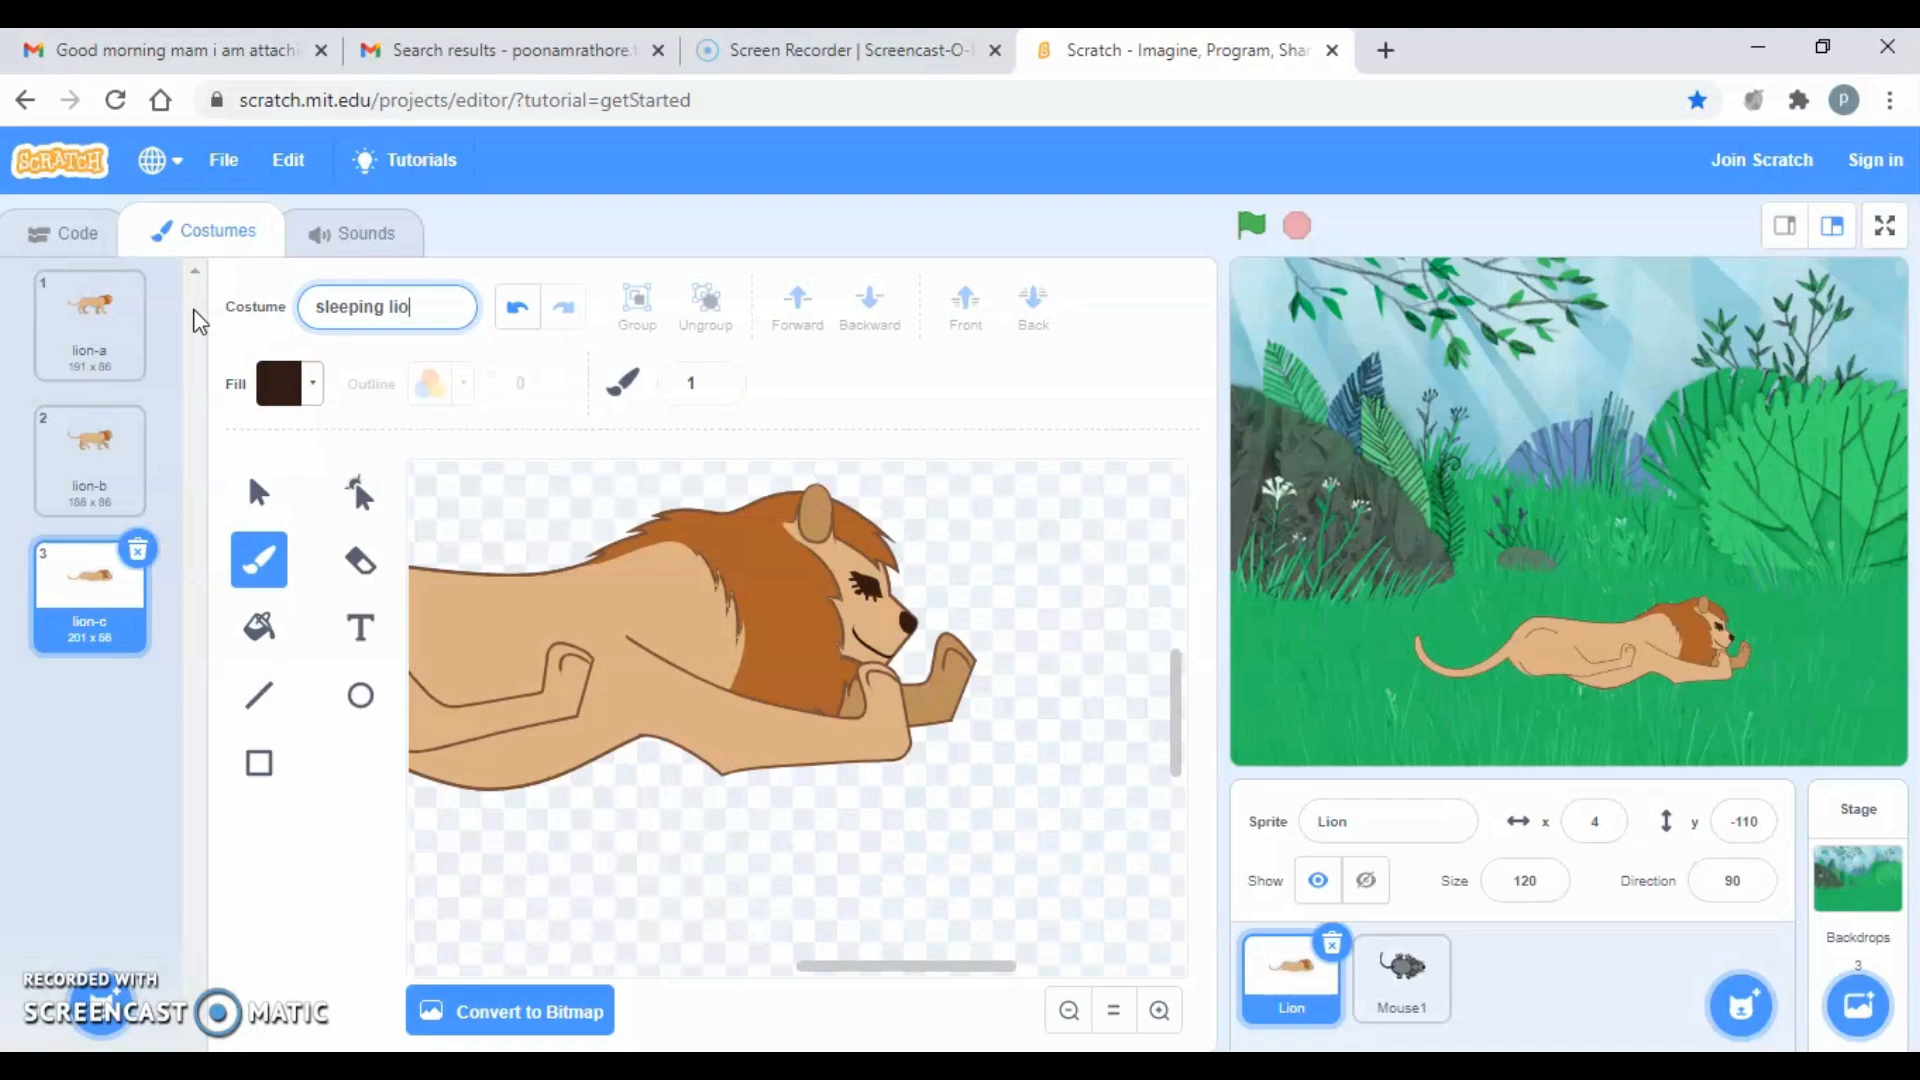 Good morning mam i am attachi
Search results - poonamrathore.t
Screen Recorder | Screencast-O-
Scratch - Imagine, Program, Shar
scratch.mit.edu/projects/editor/?tutorial=getStarted
P
SCRATCH
File
Edit
Tutorials
Join Scratch
Sign in
Code
Costumes
Sounds
1
lion-a
191 x 86
2
lion-b
188 x 86
3
lion-c
201 x 56
Costume
sleeping lio
Group
Ungroup
Forward
Backward
Front
Back
Fill
Outline
0
1
T
Convert to Bitmap
Sprite
Lion
x
4
y
-110
Show
Size
120
Direction
90
Lion
Mouse1
Stage
Backdrops
3
RECORDED WITH
SCREENCAST MATIC